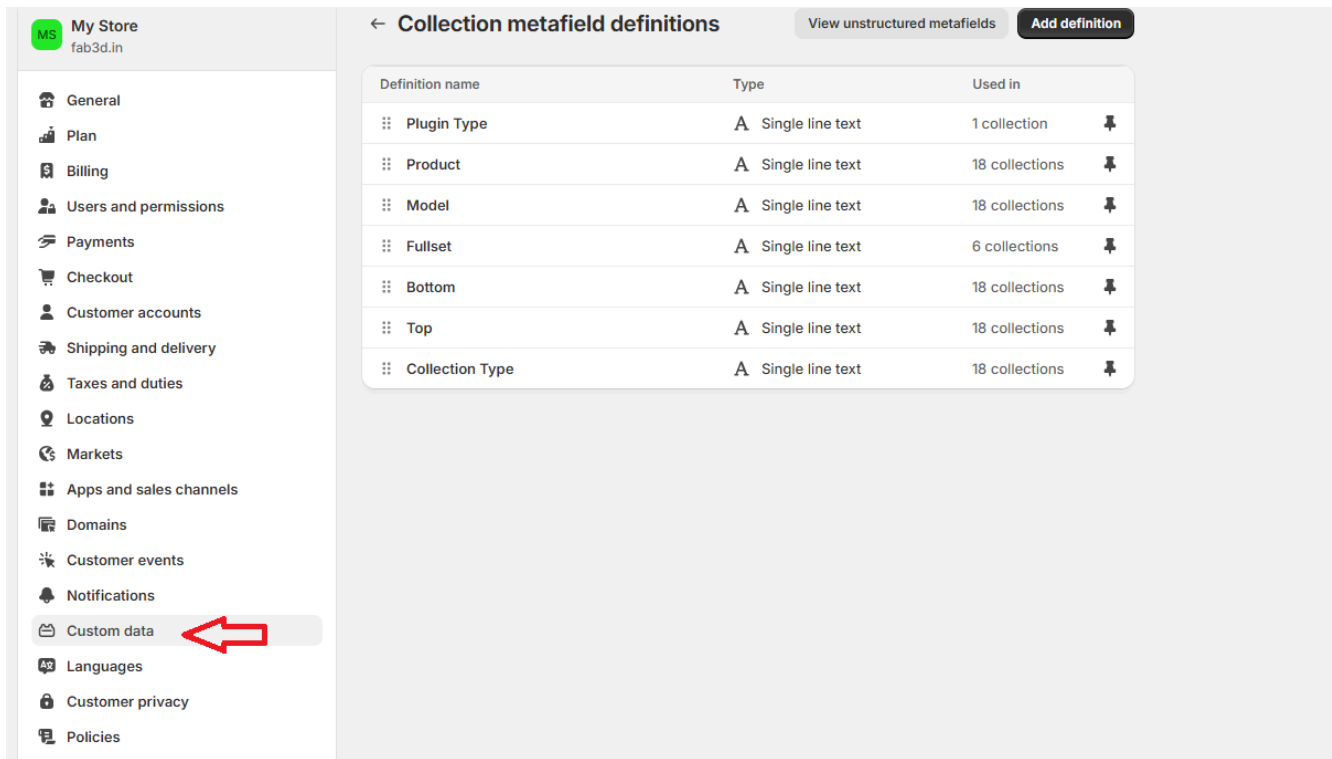 MS
My Store
fab3d.in
General
Plan
Billing
Users and permissions
Payments
Checkout
Customer accounts
Shipping and delivery
Taxes and duties
Locations
Markets
Apps and sales channels
Domains
Customer events
Notifications
Custom data
Languages
Customer privacy
Policies
Collection metafield definitions
View unstructured metafields
Add definition
Definition name Type Used in
Plugin Type A Single line text 1 collection
Product A Single line text 18 collections
Model A Single line text 18 collections
Fullset A Single line text 6 collections
Bottom A Single line text 18 collections
Top A Single line text 18 collections
Collection Type A Single line text 18 collections